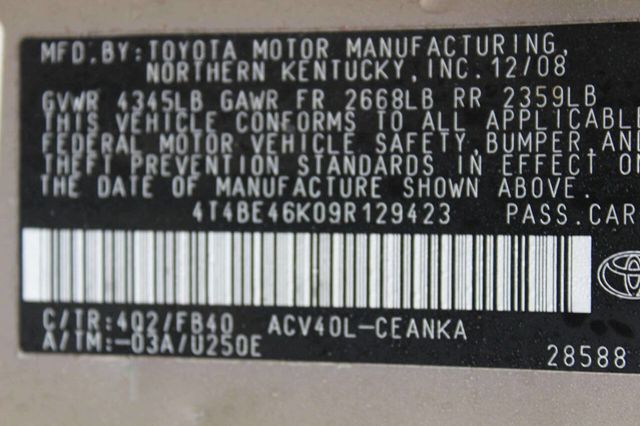 MFD.BY:TOYOTA MOTOR MANUFACTURING,
NORTHERN KENTUCKY,INC.12/08
GVWR 4345LB GAWR FR 2668LB RR 2359LB
THIS VEHICLE CONFORMS TO ALL APPLICABLE
FEDERAL MOTOR VEHICLE SAFETY,BUMPER,AND
THEFT PREVENTION STANDARDS IN EFFECT ON
THE DATE OF MANUFACTURE SHOWN ABOVE.
4T4BE46K09R129423 PASS.CAR
C/TR:4Q2/FB40 ACV40L-CEANKA
A/TM:-03A/U250E
28588